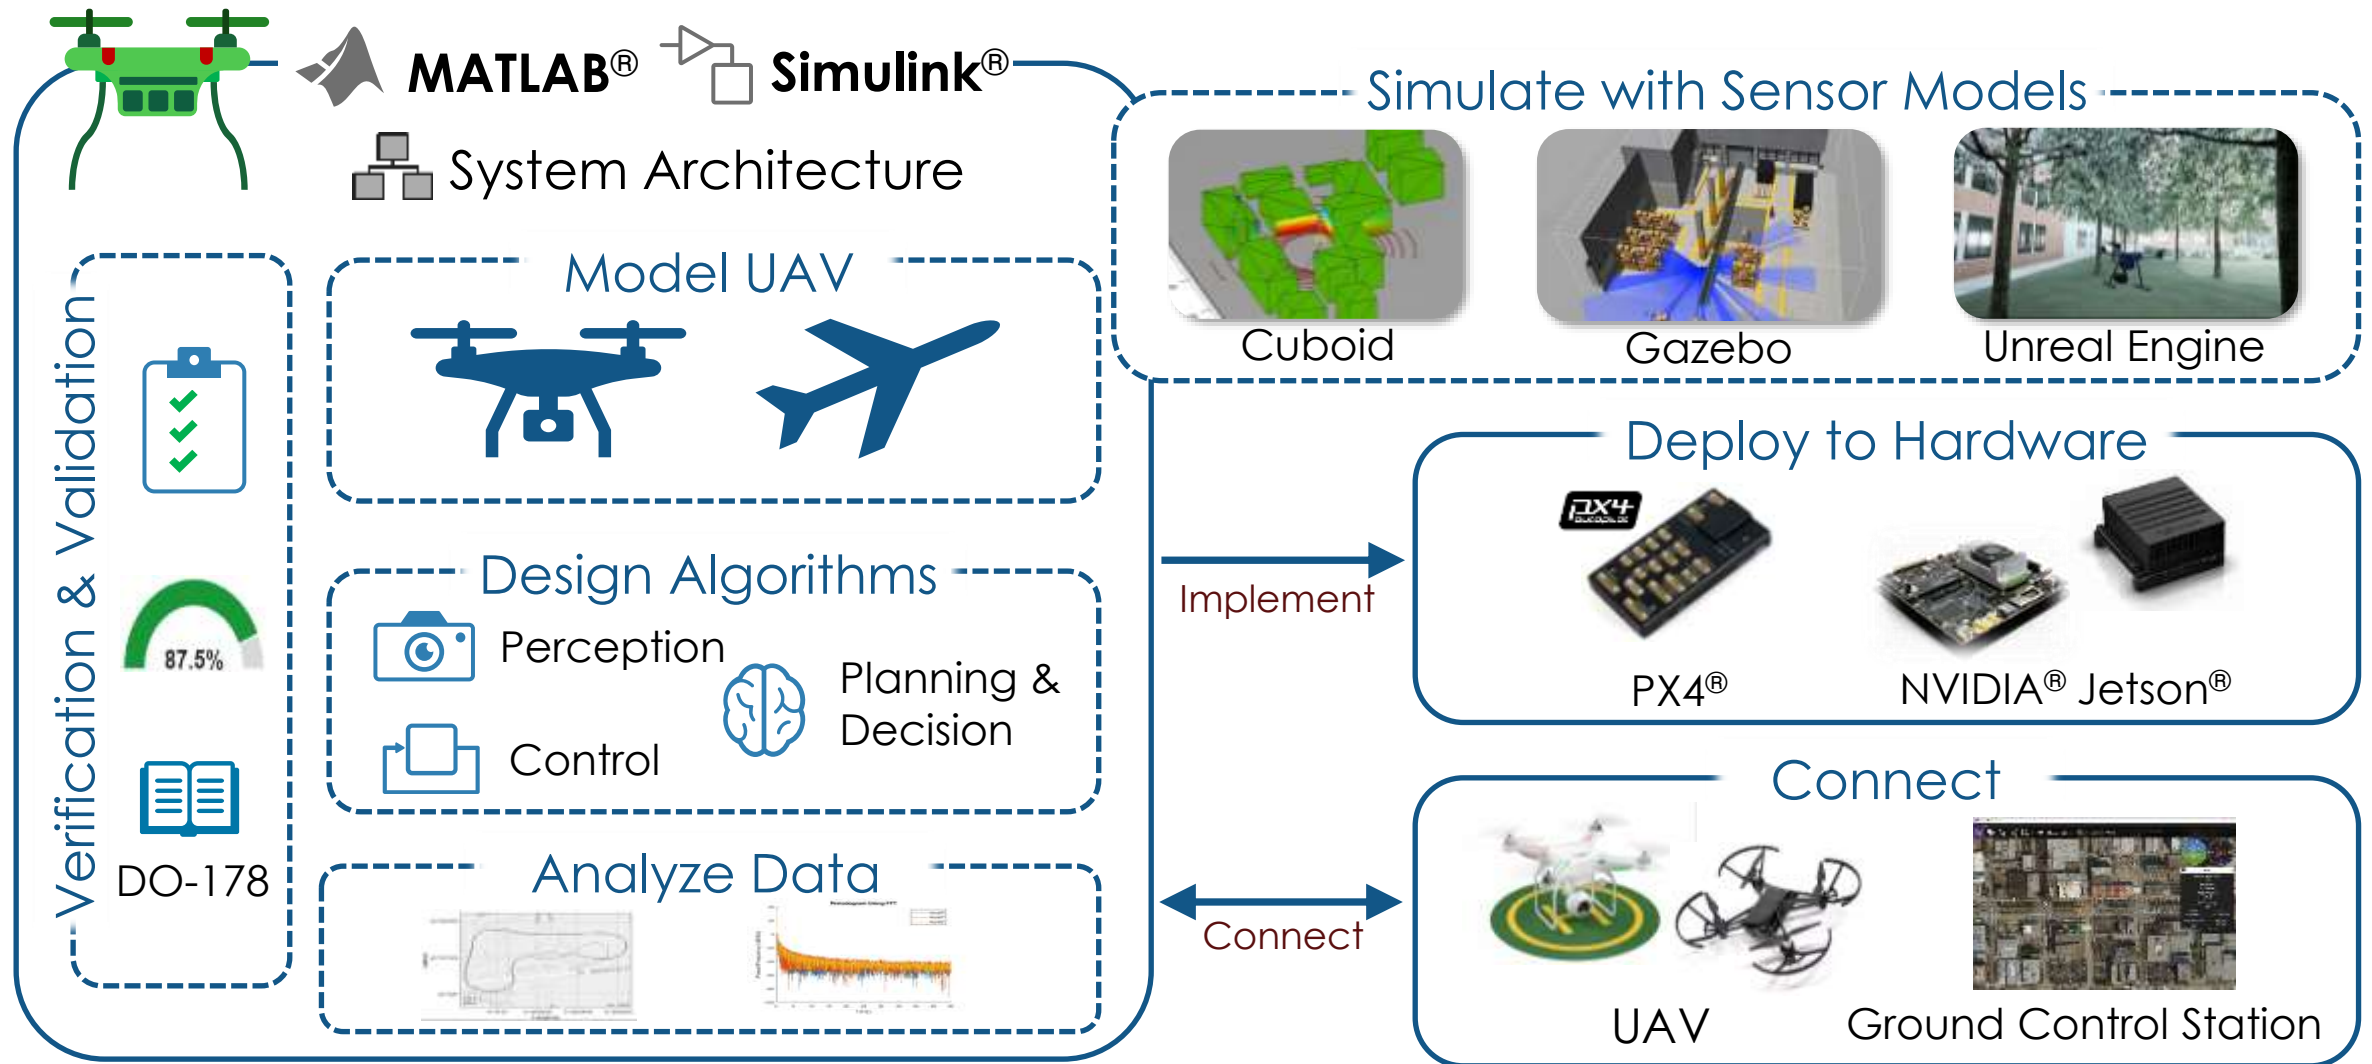 MATLAB®
Simulink®
System Architecture
Simulate with Sensor Models
Cuboid
Gazebo
Unreal Engine
Verification & Validation
87.5%
DO-178
Model UAV
Design Algorithms
Perception
Planning &
Decision
Control
Analyze Data
Implement
Connect
Deploy to Hardware
PX4
PX4®
NVIDIA® Jetson®
Connect
UAV
Ground Control Station